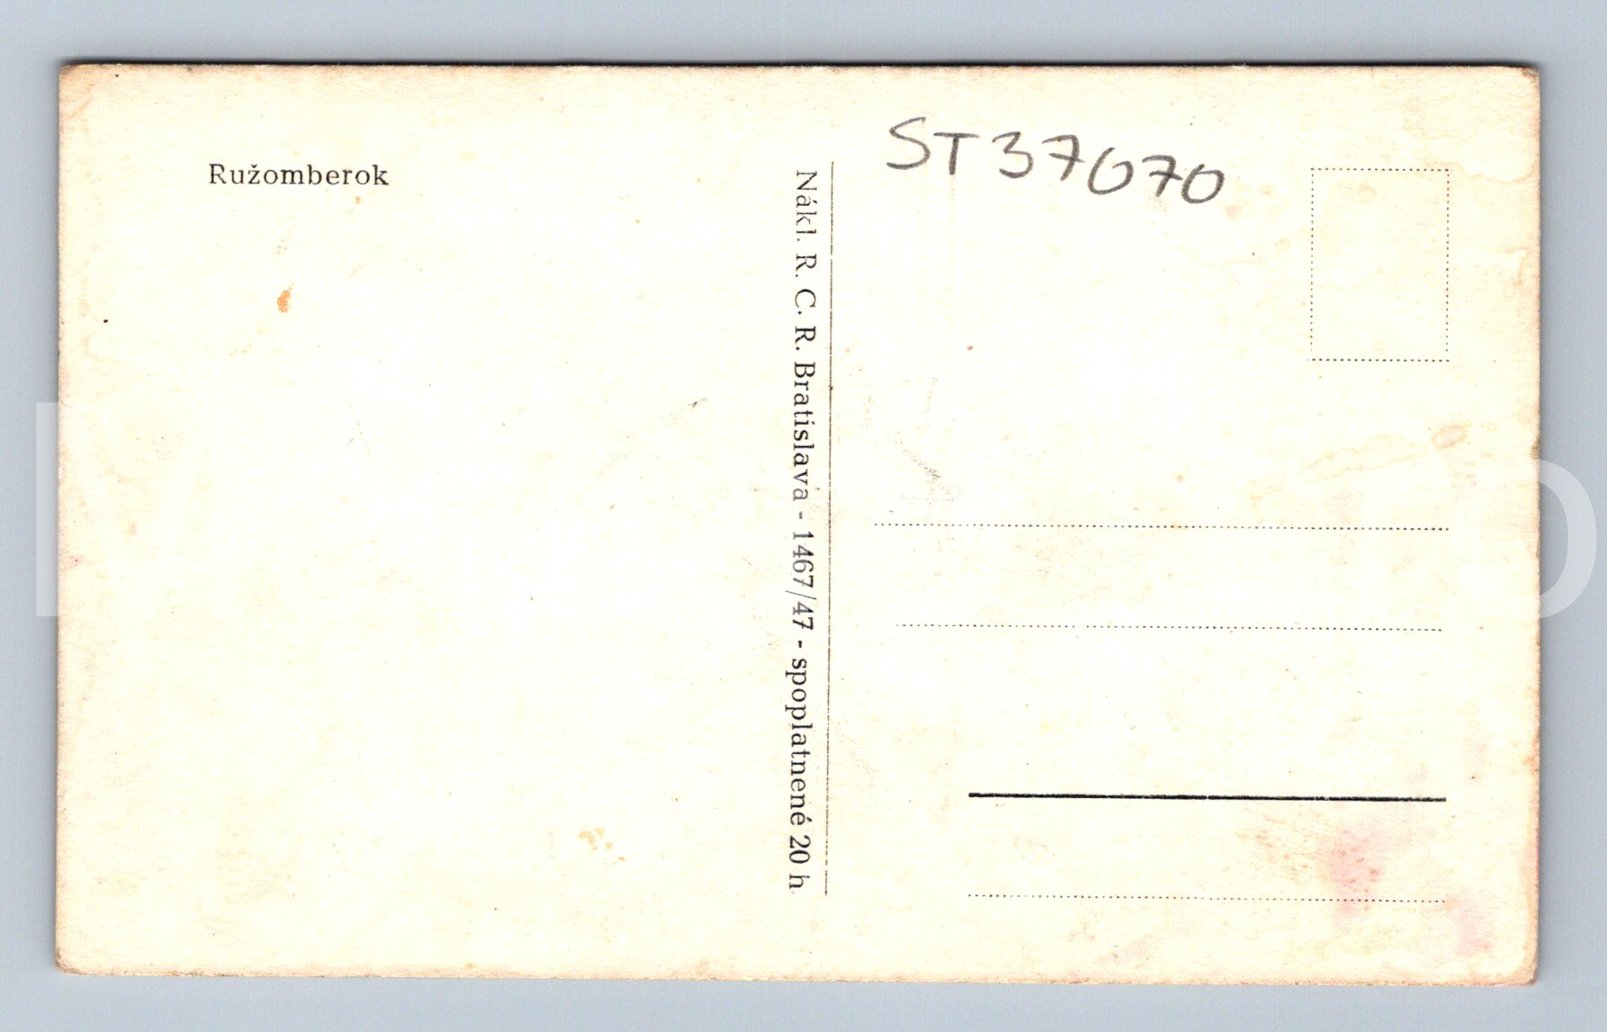 Ružomberok
Nákl. R. C. R. Bratislava - 1467/47 - spoplatnené 20 h
ST37070